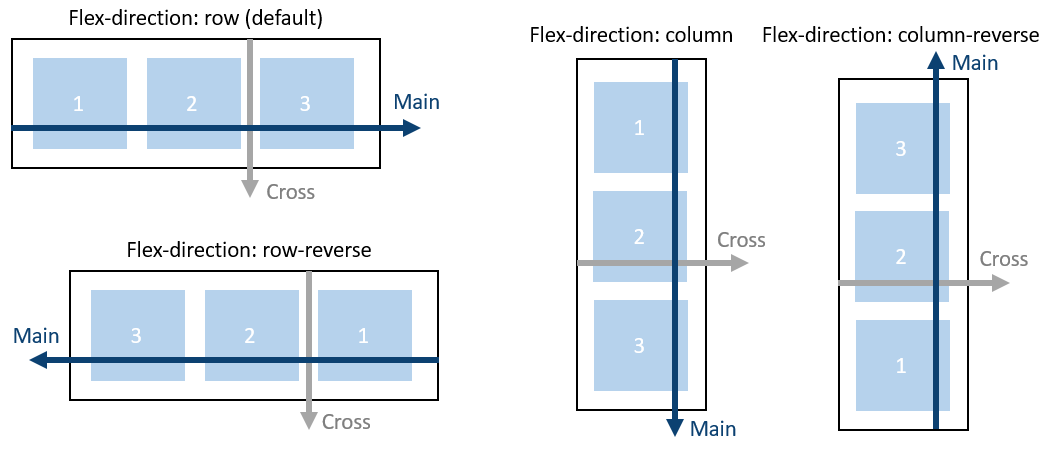 Flex-direction: row (default)
1
2
3
Main
Cross
Flex-direction: row-reverse
3
2
1
Main
Cross
Flex-direction: column
1
2
3
Cross
Main
Flex-direction: column-reverse
Main
3
2
1
Cross